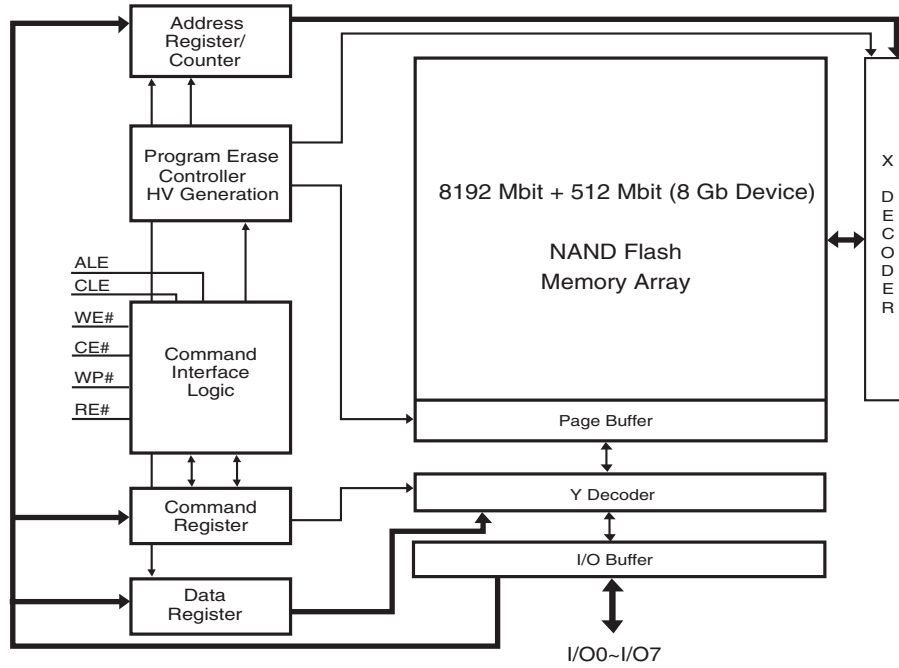 Address
Register/
Counter
Program Erase
Controller
HV Generation
ALE
CLE
WE#
CE#
WP#
RE#
Command
Interface
Logic
Command
Register
Data
Register
8192 Mbit + 512 Mbit (8 Gb Device)
NAND Flash
Memory Array
Page Buffer
Y Decoder
I/O Buffer
I/O0~I/O7
X
D
E
C
O
D
E
R